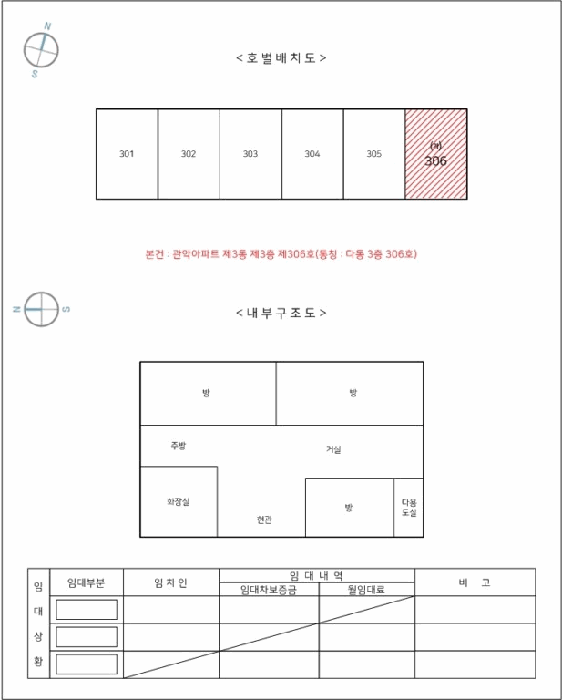 N
S
< 호 별 배 치 도 >
301
302
303
304
305
306
본건 : 관악아파트 제3동 제3층 제306호(통칭 : 다동 3층 306호)
N
S
< 내 부 구 조 도 >
방
방
주방
거실
화장실
현관
방
다용
도실
임 대 상 황
임대부분
임 차 인
임 대 내 역
비 고
임대차보증금
월임대료